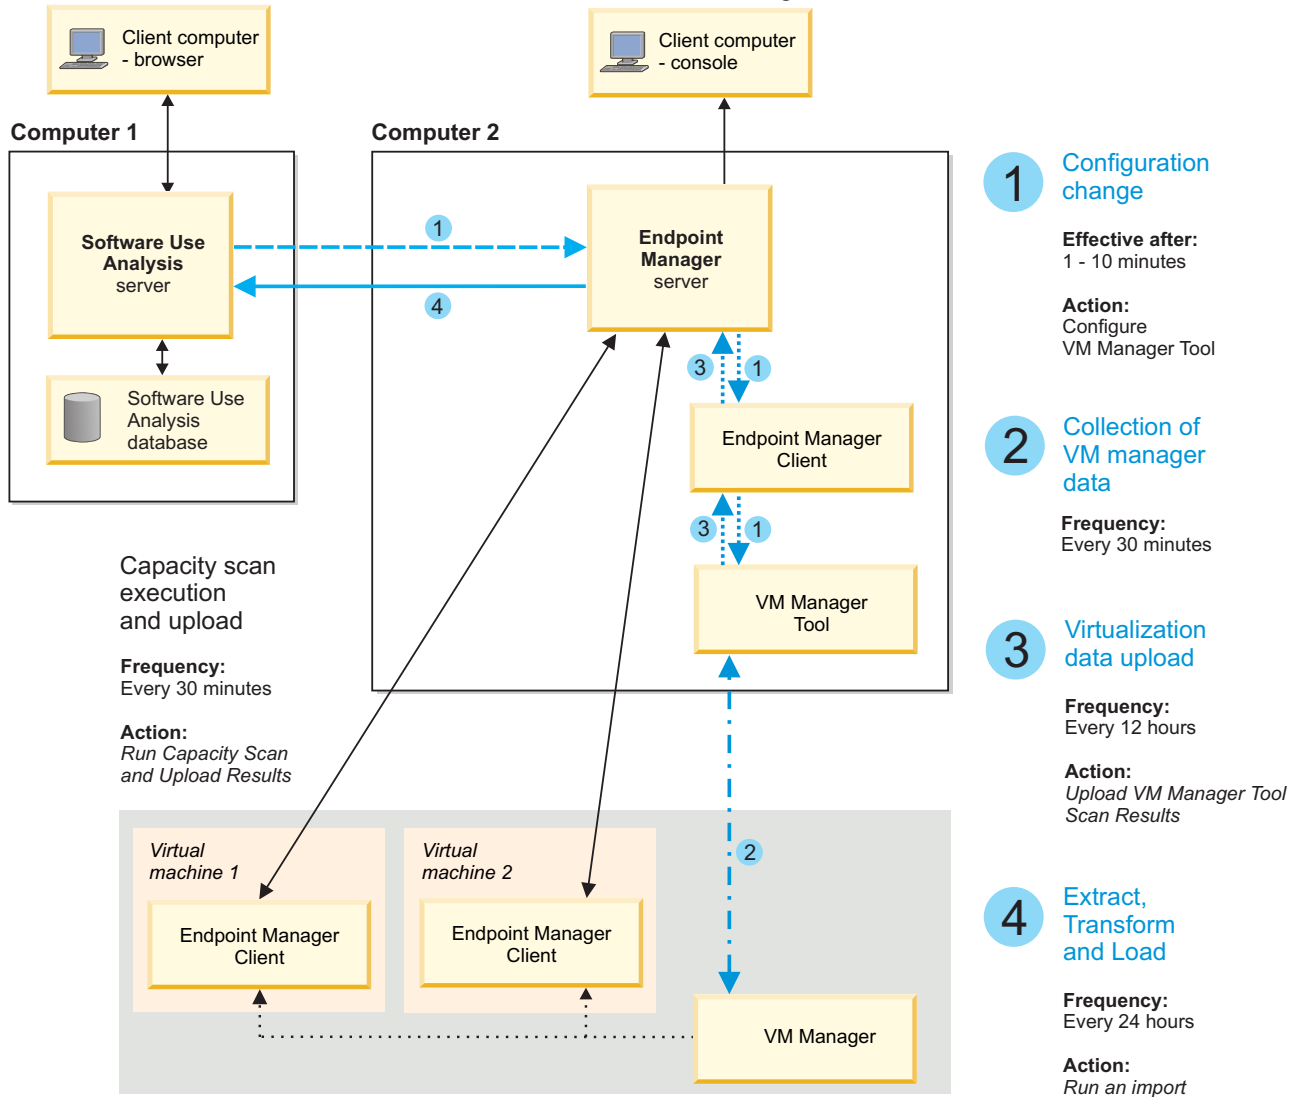 Client computer
- browser
Client computer
- console
Computer 1
Computer 2
Software Use
Analysis
server
1
4
Endpoint
Manager
server
Software Use
Analysis
database
3
1
Endpoint Manager
Client
3
1
VM Manager
Tool
Capacity scan
execution
and upload
Frequency:
Every 30 minutes
Action:
Run Capacity Scan
and Upload Results
Virtual
machine 1
Endpoint Manager
Client
Virtual
machine 2
Endpoint Manager
Client
2
VM Manager
1
Configuration
change
Effective after:
1 - 10 minutes
Action:
Configure
VM Manager Tool
2
Collection of
VM manager
data
Frequency:
Every 30 minutes
3
Virtualization
data upload
Frequency:
Every 12 hours
Action:
Upload VM Manager Tool
Scan Results
4
Extract,
Transform
and Load
Frequency:
Every 24 hours
Action:
Run an import